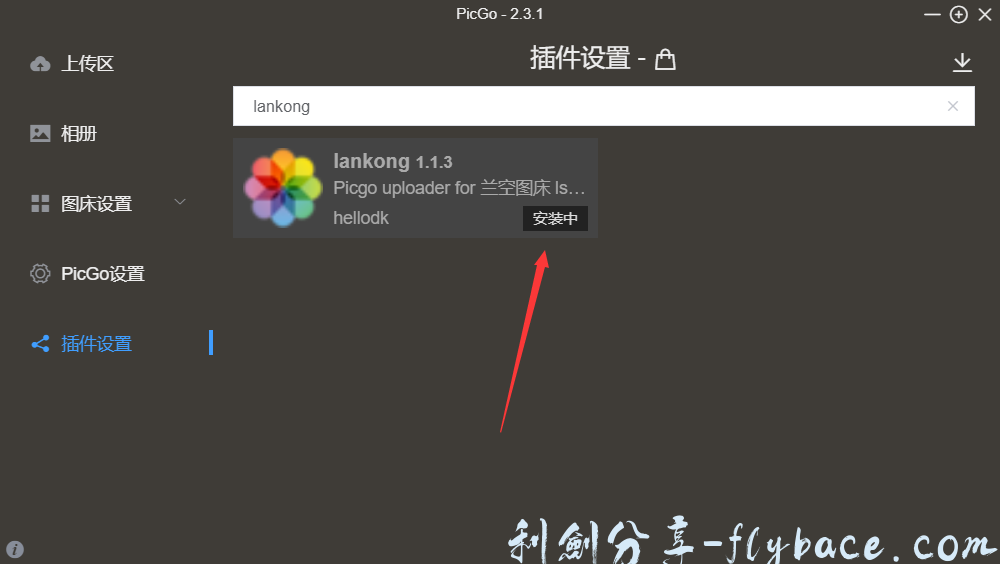 PicGo - 2.3.1
上传区
相册
图床设置
PicGo设置
插件设置
插件设置 -
lankong
lankong 1.1.3
Picgo uploader for 兰空图床 ls...
hellodk
安装中
利劍分享-flybace.com